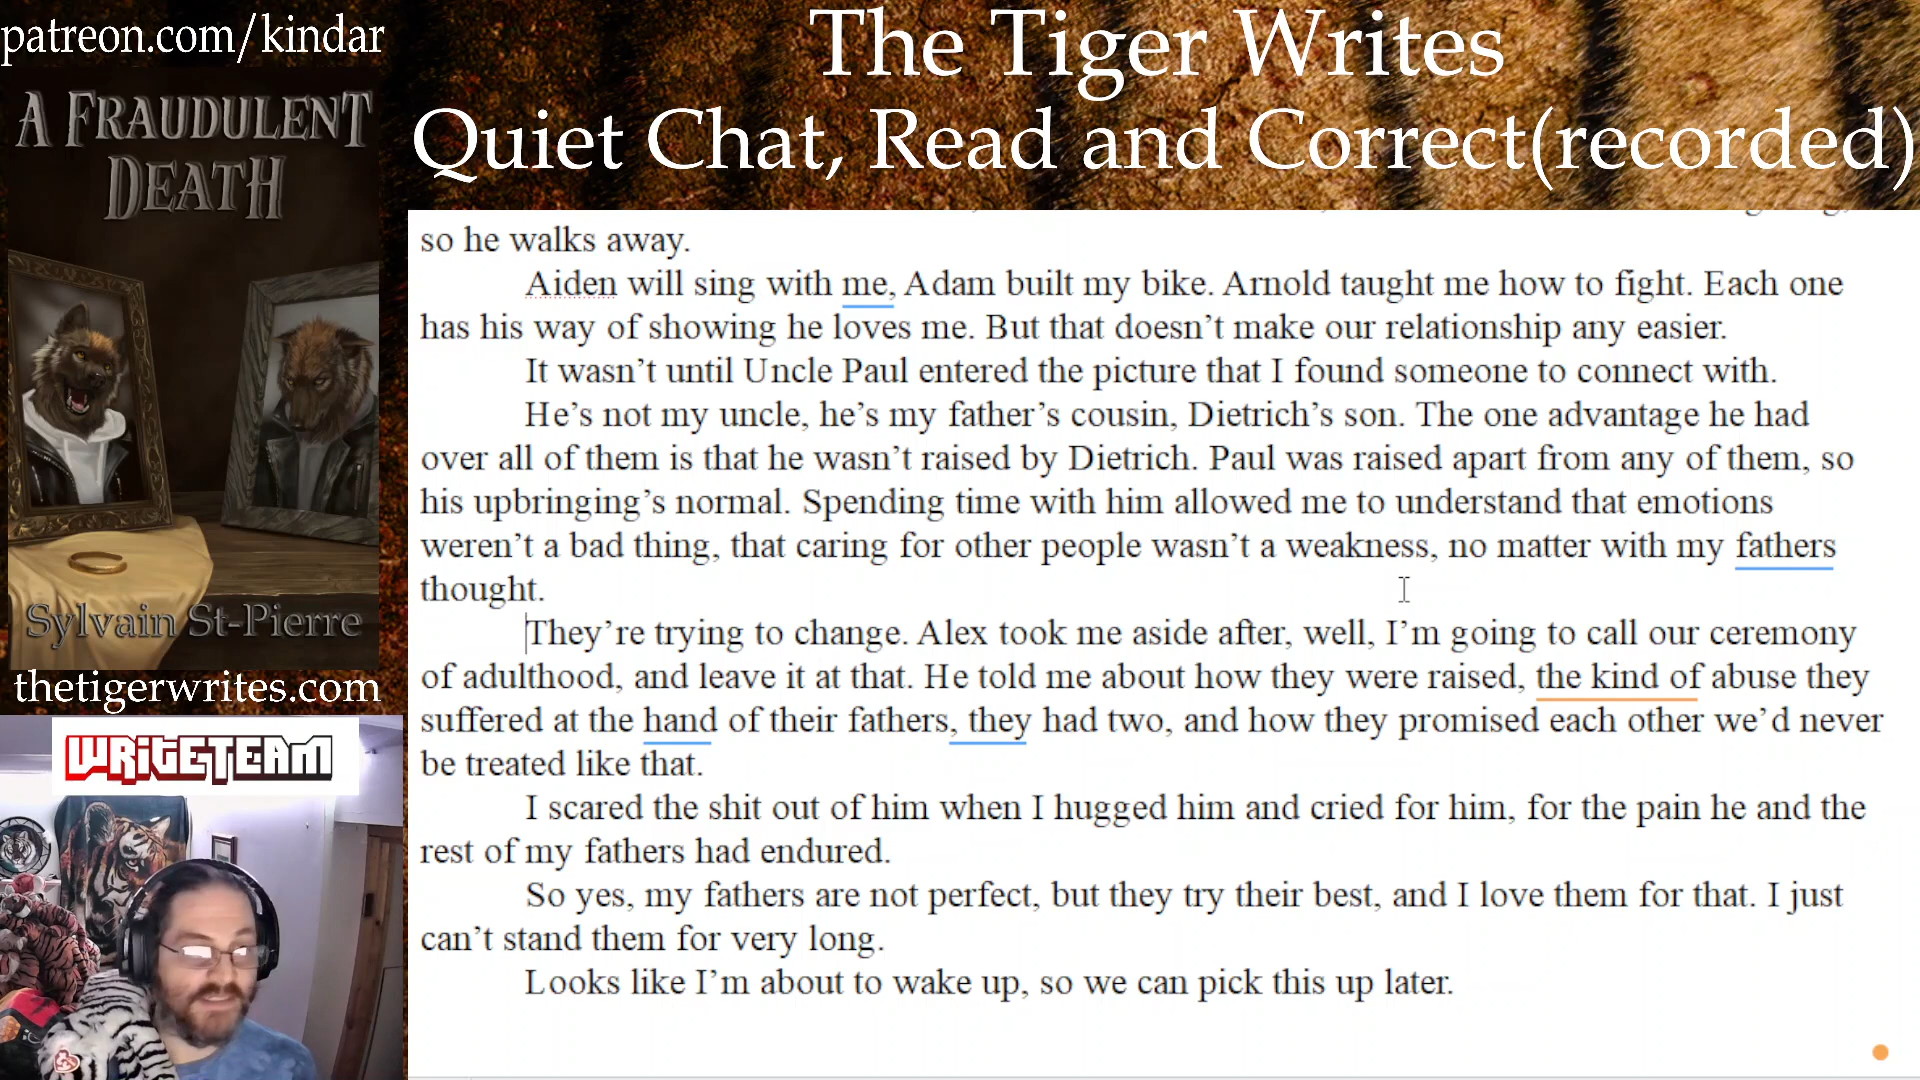 patreon.com/kindar
A FRAUDULENT
DEATH
Sylvain St-Pierre
thetigerwrites.com
WRITETEAM
The Tiger Writes
Quiet Chat, Read and Correct(recorded)
so he walks away.
Aiden will sing with me, Adam built my bike. Arnold taught me how to fight. Each one
has his way of showing he loves me. But that doesn’t make our relationship any easier.
It wasn’t until Uncle Paul entered the picture that I found someone to connect with.
He’s not my uncle, he’s my father’s cousin, Dietrich’s son. The one advantage he had
over all of them is that he wasn’t raised by Dietrich. Paul was raised apart from any of them, so
his upbringing’s normal. Spending time with him allowed me to understand that emotions
weren’t a bad thing, that caring for other people wasn’t a weakness, no matter with my fathers
thought.
They’re trying to change. Alex took me aside after, well, I’m going to call our ceremony
of adulthood, and leave it at that. He told me about how they were raised, the kind of abuse they
suffered at the hand of their fathers, they had two, and how they promised each other we’d never
be treated like that.
I scared the shit out of him when I hugged him and cried for him, for the pain he and the
rest of my fathers had endured.
So yes, my fathers are not perfect, but they try their best, and I love them for that. I just
can’t stand them for very long.
Looks like I’m about to wake up, so we can pick this up later.